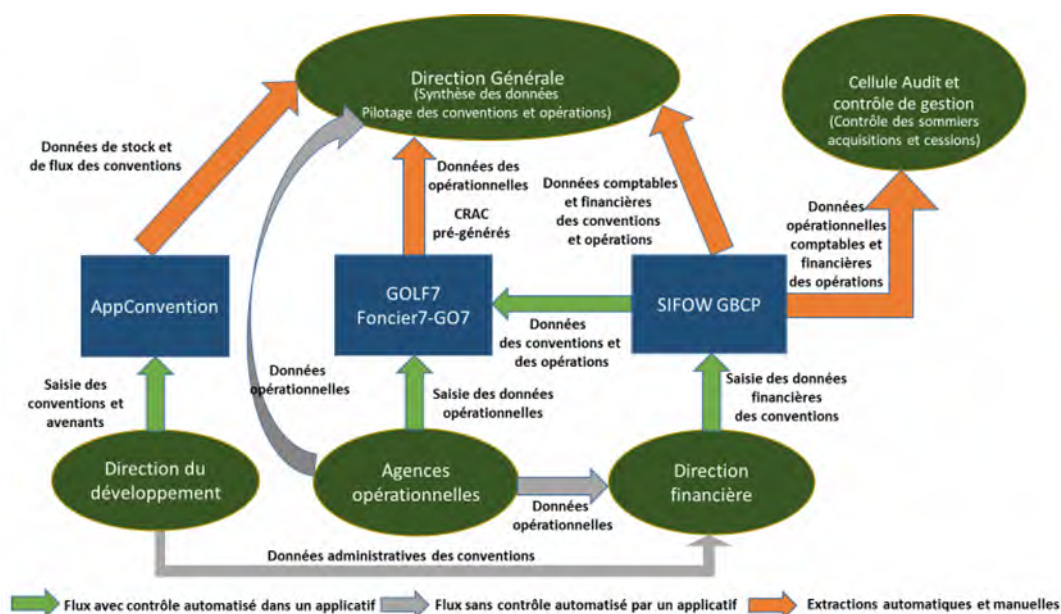 Direction Générale
(Synthèse des données
Pilotage des conventions et opérations)
Cellule Audit et
contrôle de gestion
(Contrôle des sommiers
acquisitions et cessions)
Données de stock et
de flux des conventions
Données des
opérationnelles
CRAC
pré-générés
Données comptables
et financières
des conventions
et opérations
Données
opérationnelles
comptables et
financières
des opérations
AppConvention
GOLF7
Foncier7-GO7
SIFOW GBCP
Données
des conventions et
des opérations
Saisie des
conventions et
avenants
Données
opérationnelles
Saisie des données
opérationnelles
Saisie des données
financières
des conventions
Direction du
développement
Agences
opérationnelles
Direction
financière
Données
opérationnelles
Données administratives des conventions
Flux avec contrôle automatisé dans un applicatif
Flux sans contrôle automatisé par un applicatif
Extractions automatiques et manuelles